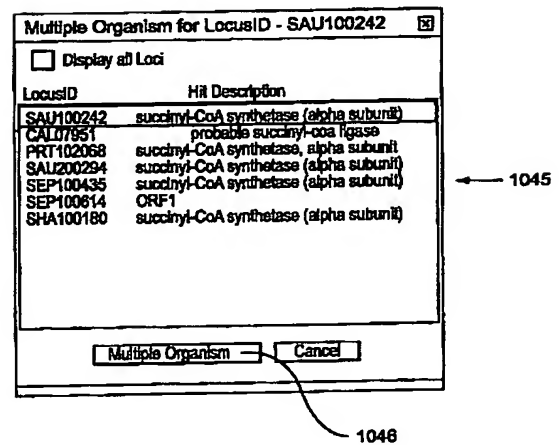 Multiple Organism for LocusID - SAU100242
Display all Loci
LocusID Hit Description
SAU100242 succinyl-CoA synthetase (alpha subunit)
CAL07951 probable succinyl-coa ligase
PRT102068 succinyl-CoA synthetase, alpha subunit
SAU200294 succinyl-CoA synthetase (alpha subunit)
SEP100435 succinyl-CoA synthetase (alpha subunit)
SEP100614 ORF1
SHA100180 succinyl-CoA synthetase (alpha subunit)
1045
Multiple Organism Cancel
1046